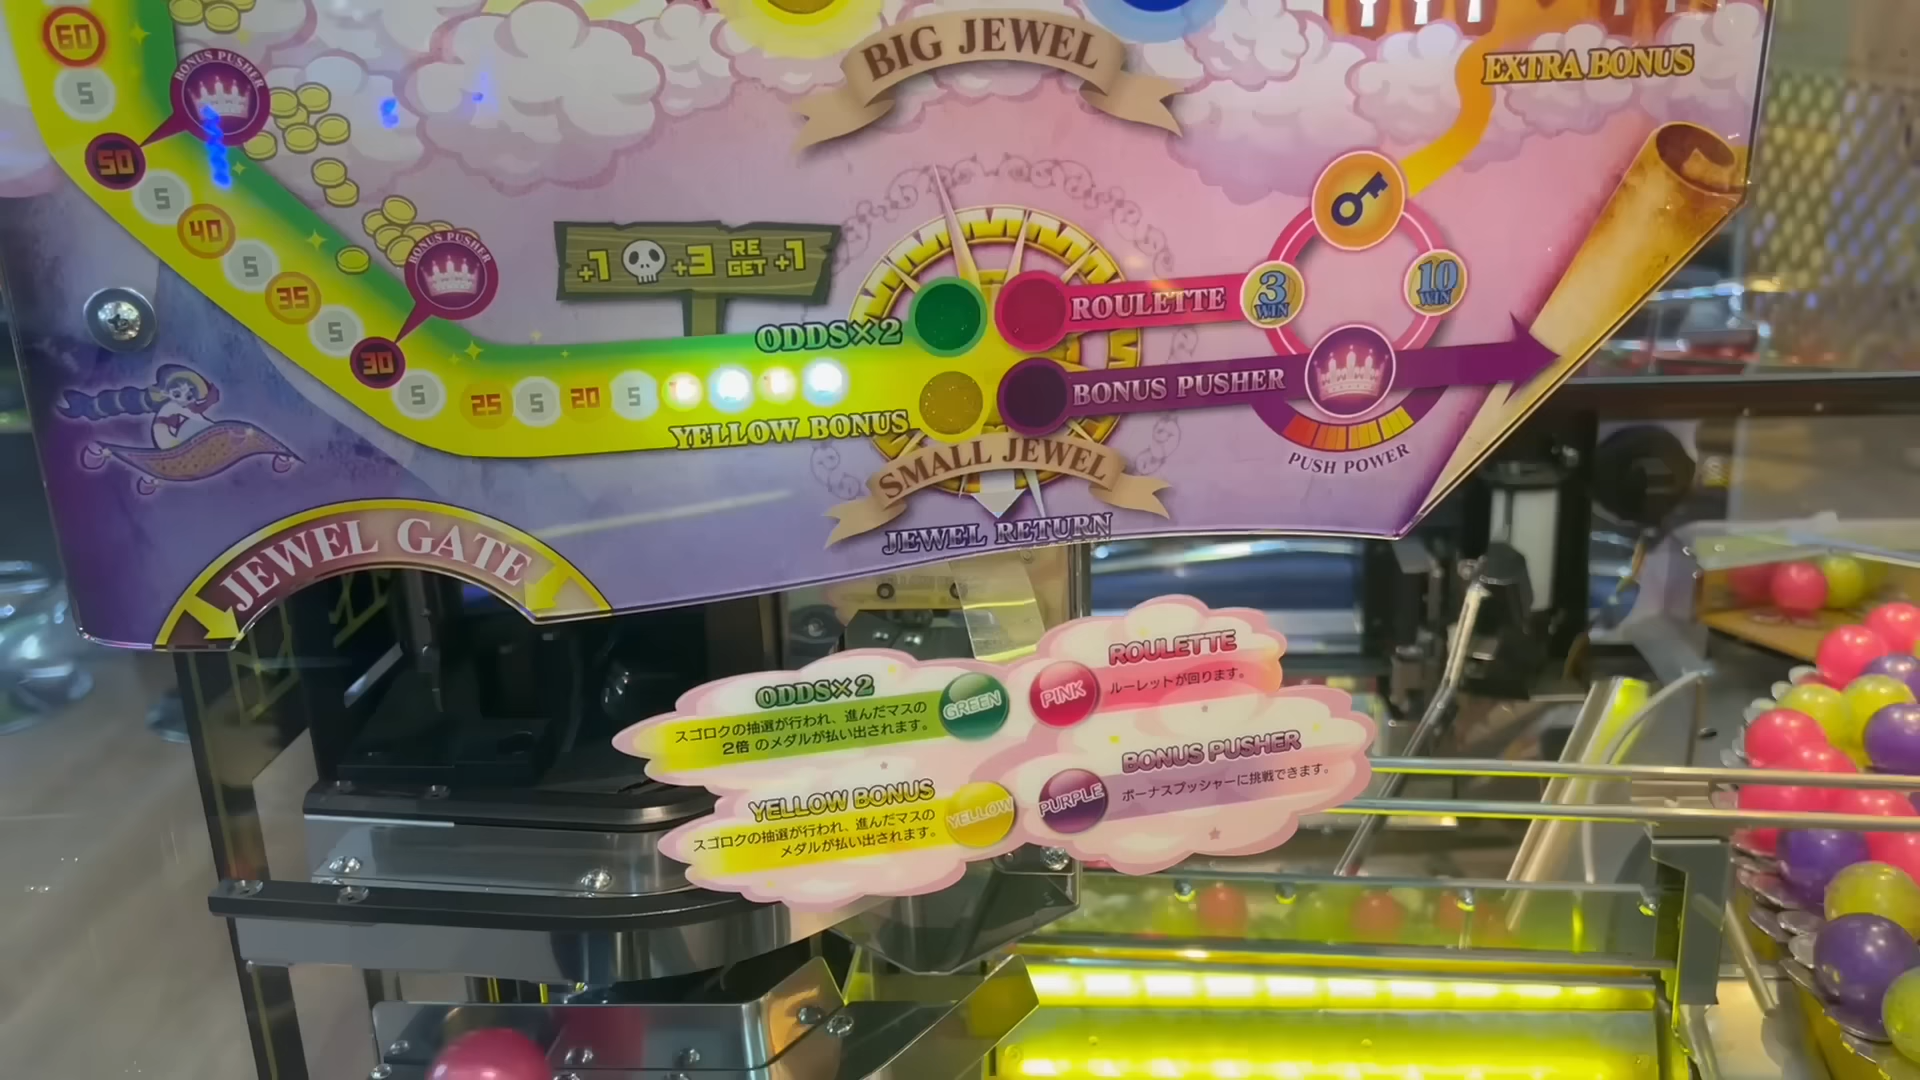 BIG JEWEL
EXTRA BONUS
60
5
BONUS PUSHER
50
5
40
5
BONUS PUSHER
35
5
30
5
25
5
20
5
+1 +3 RE GET +1
ODDS×2
YELLOW BONUS
ROULETTE
3 WIN
10 WIN
BONUS PUSHER
PUSH POWER
SMALL JEWEL
JEWEL RETURN
JEWEL GATE
ODDS×2
スゴロクの抽選が行われ、進んだマスの
2倍 のメダルが払い出されます。
GREEN
PINK
ROULETTE
ルーレットが回ります。
YELLOW BONUS
スゴロクの抽選が行われ、進んだマスの
メダルが払い出されます。
YELLOW
PURPLE
BONUS PUSHER
ボーナスプッシャーに挑戦できます。